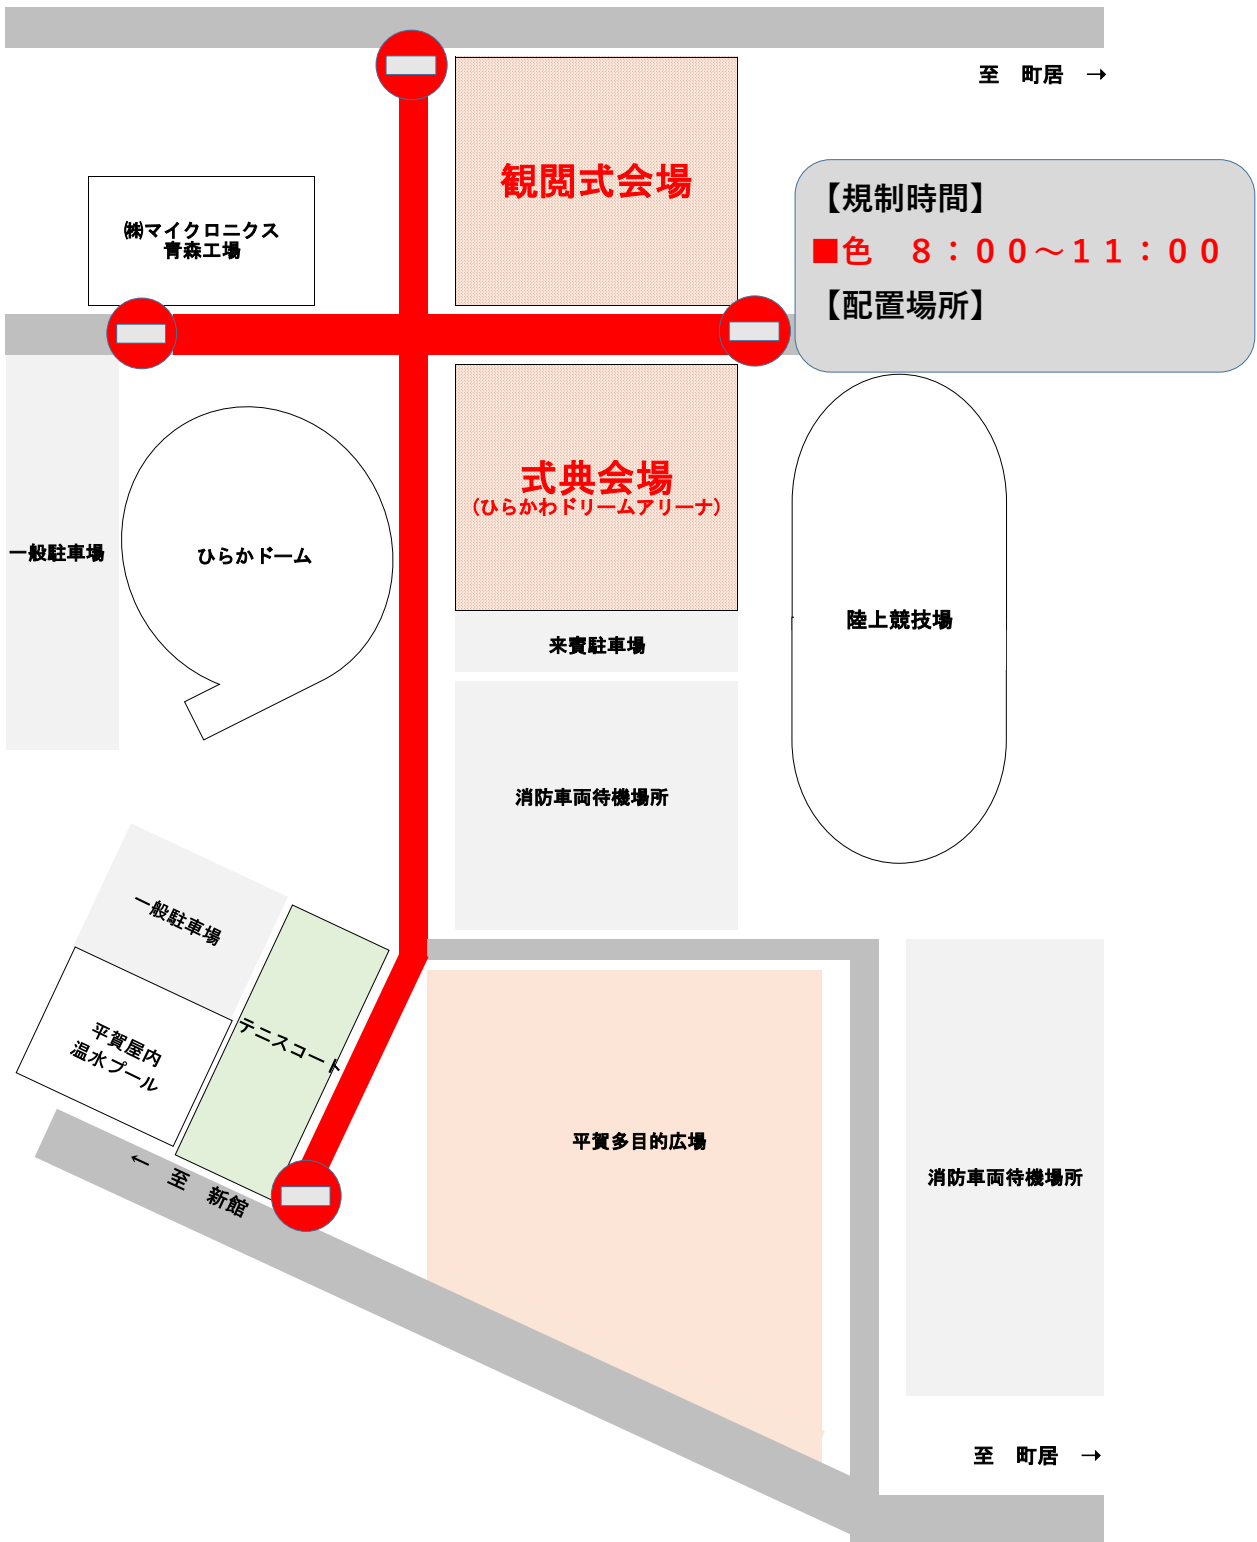 至　町居　→
観閲式会場
【規制時間】
■色　８：００～１１：００
【配置場所】
㈱マイクロニクス
青森工場
式典会場
（ひらかわドリームアリーナ）
一般駐車場
ひらかドーム
陸上競技場
来賓駐車場
消防車両待機場所
一般駐車場
テニスコート
平賀屋内
温水プール
平賀多目的広場
消防車両待機場所
←　至　新館
至　町居　→